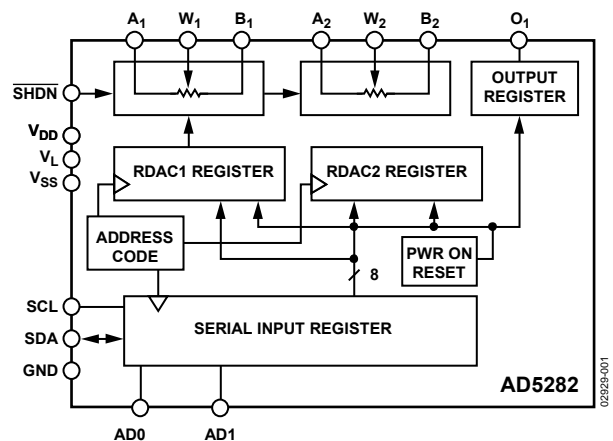 A1 W1 B1 A2 W2 B2 O1
SHDN
OUTPUT
REGISTER
VDD
VL
VSS
RDAC1 REGISTER
RDAC2 REGISTER
ADDRESS
CODE
PWR ON
RESET
8
SCL
SDA
GND
SERIAL INPUT REGISTER
AD5282
02929-001
AD0 AD1